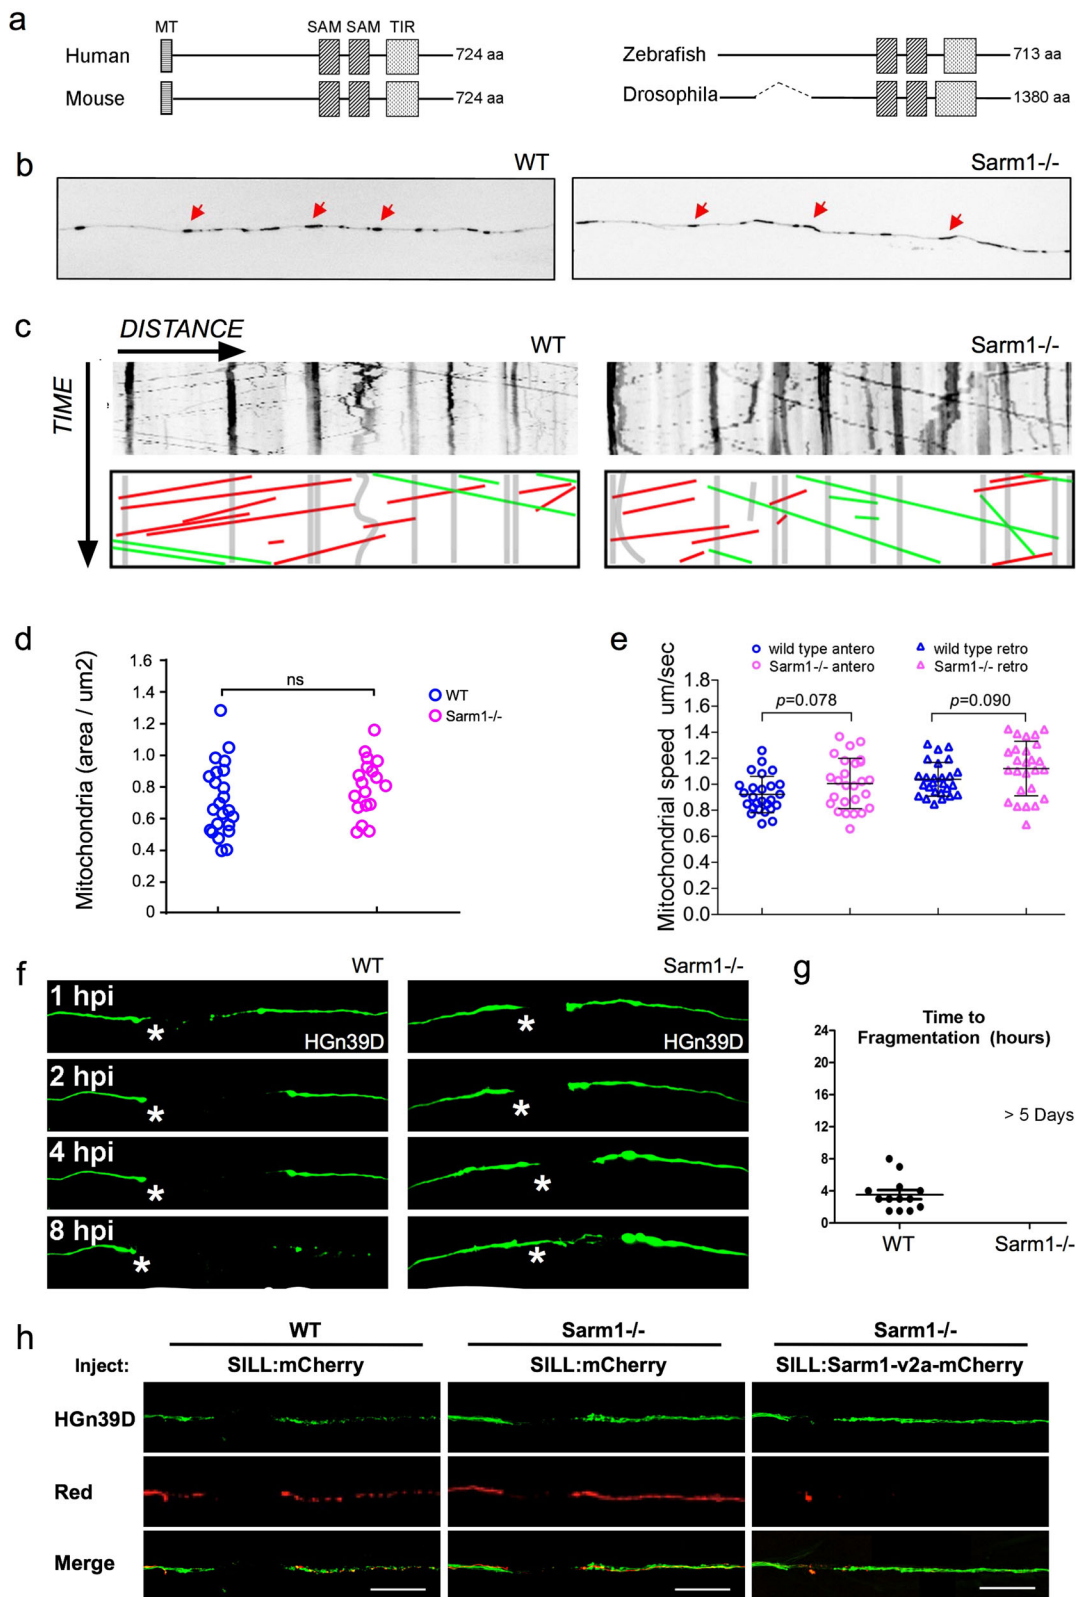 a
MT SAM SAM TIR
Human 724 aa
Mouse 724 aa
Zebrafish 713 aa
Drosophila 1380 aa
b
WT
Sarm1-/-
c
DISTANCE
TIME
WT
Sarm1-/-
d
Mitochondria (area / um2)
1.6
1.4
1.2
1.0
0.8
0.6
0.4
0.2
0
ns
WT
Sarm1-/-
e
wild type antero
Sarm1-/- antero
wild type retro
Sarm1-/- retro
Mitochondrial speed um/sec
1.8
1.6
1.4
1.2
1.0
0.8
0.6
0.4
0.2
0.0
p=0.078
p=0.090
f
WT
Sarm1-/-
1 hpi
*
HGn39D
*
HGn39D
2 hpi
*
*
4 hpi
*
*
8 hpi
*
*
g
Time to
Fragmentation (hours)
24
20
16
12
8
4
0
> 5 Days
WT
Sarm1-/-
h
WT
Sarm1-/-
Sarm1-/-
Inject:
SILL:mCherry
SILL:mCherry
SILL:Sarm1-v2a-mCherry
HGn39D
Red
Merge